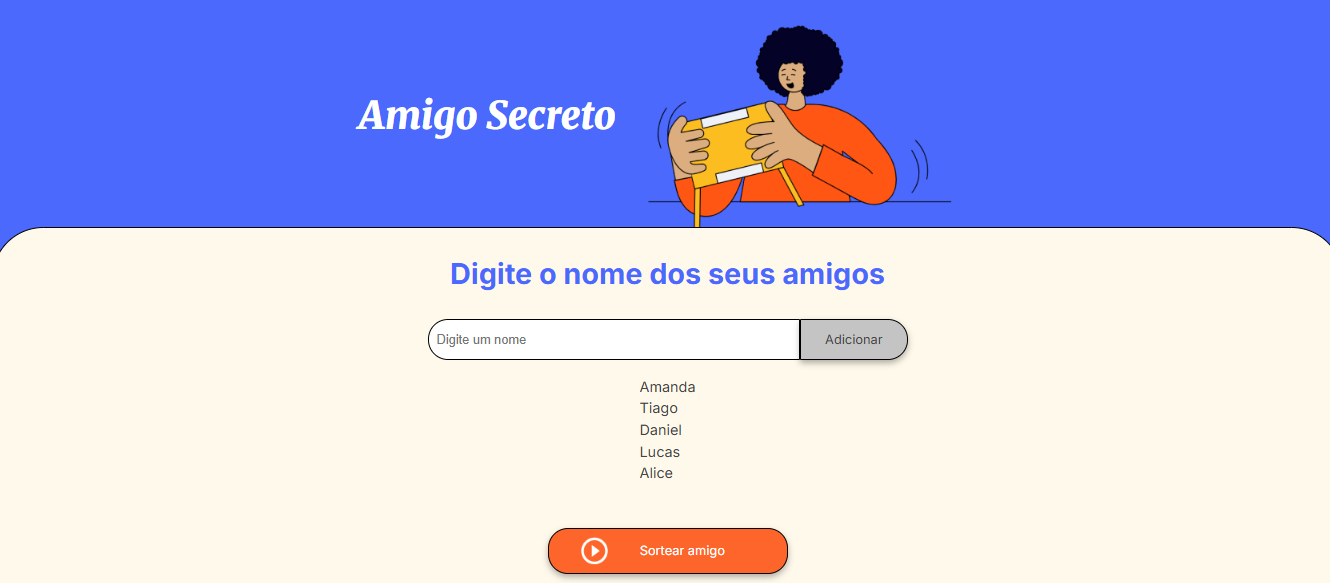 Amigo Secreto
Digite o nome dos seus amigos
Digite um nome
Adicionar
Amanda
Tiago
Daniel
Lucas
Alice
Sortear amigo